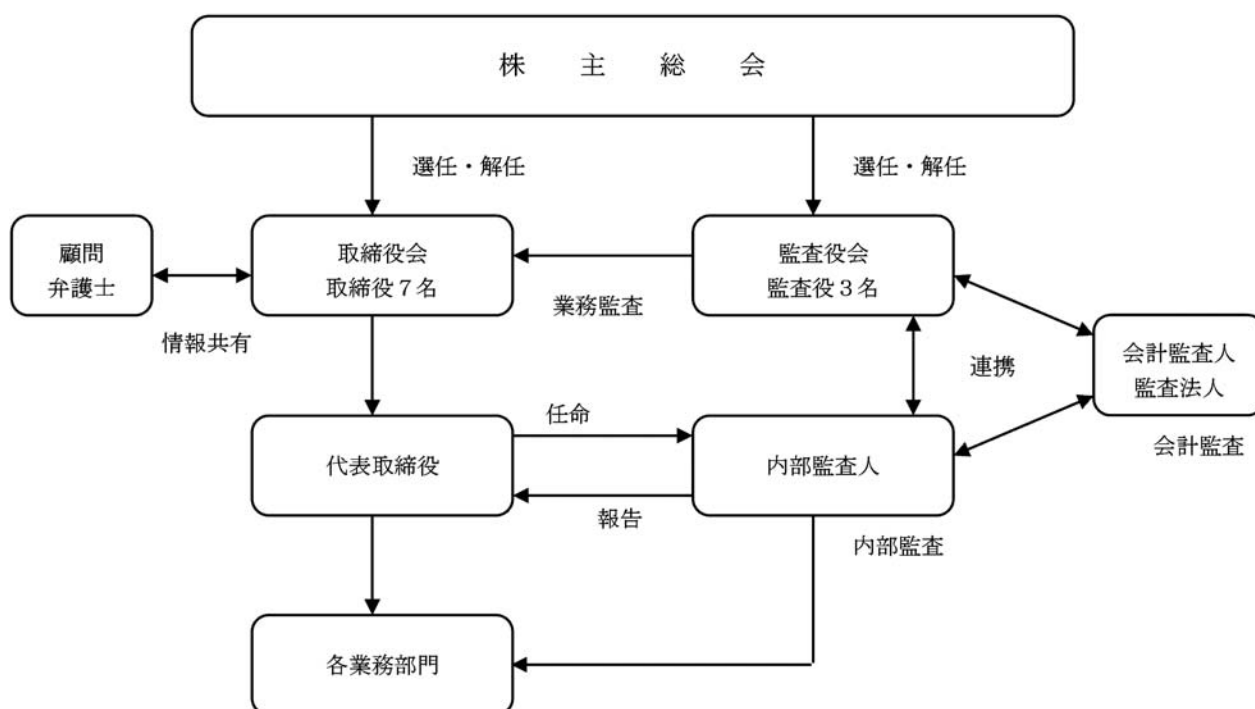 株 主 総 会
選任・解任
選任・解任
顧問
弁護士
取締役会
取締役７名
監査役会
監査役３名
業務監査
情報共有
連携
会計監査人
監査法人
会計監査
任命
代表取締役
内部監査人
報告
内部監査
各業務部門